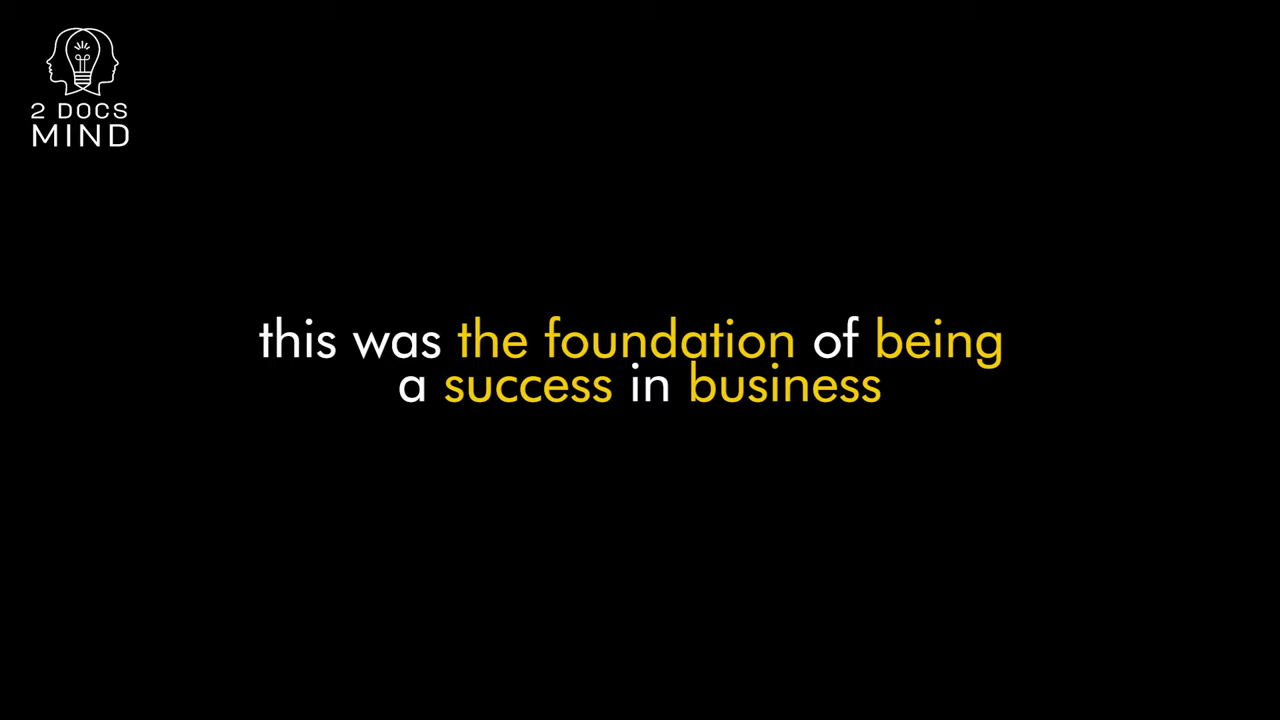 2 DOCS
MIND
this was the foundation of being
a success in business